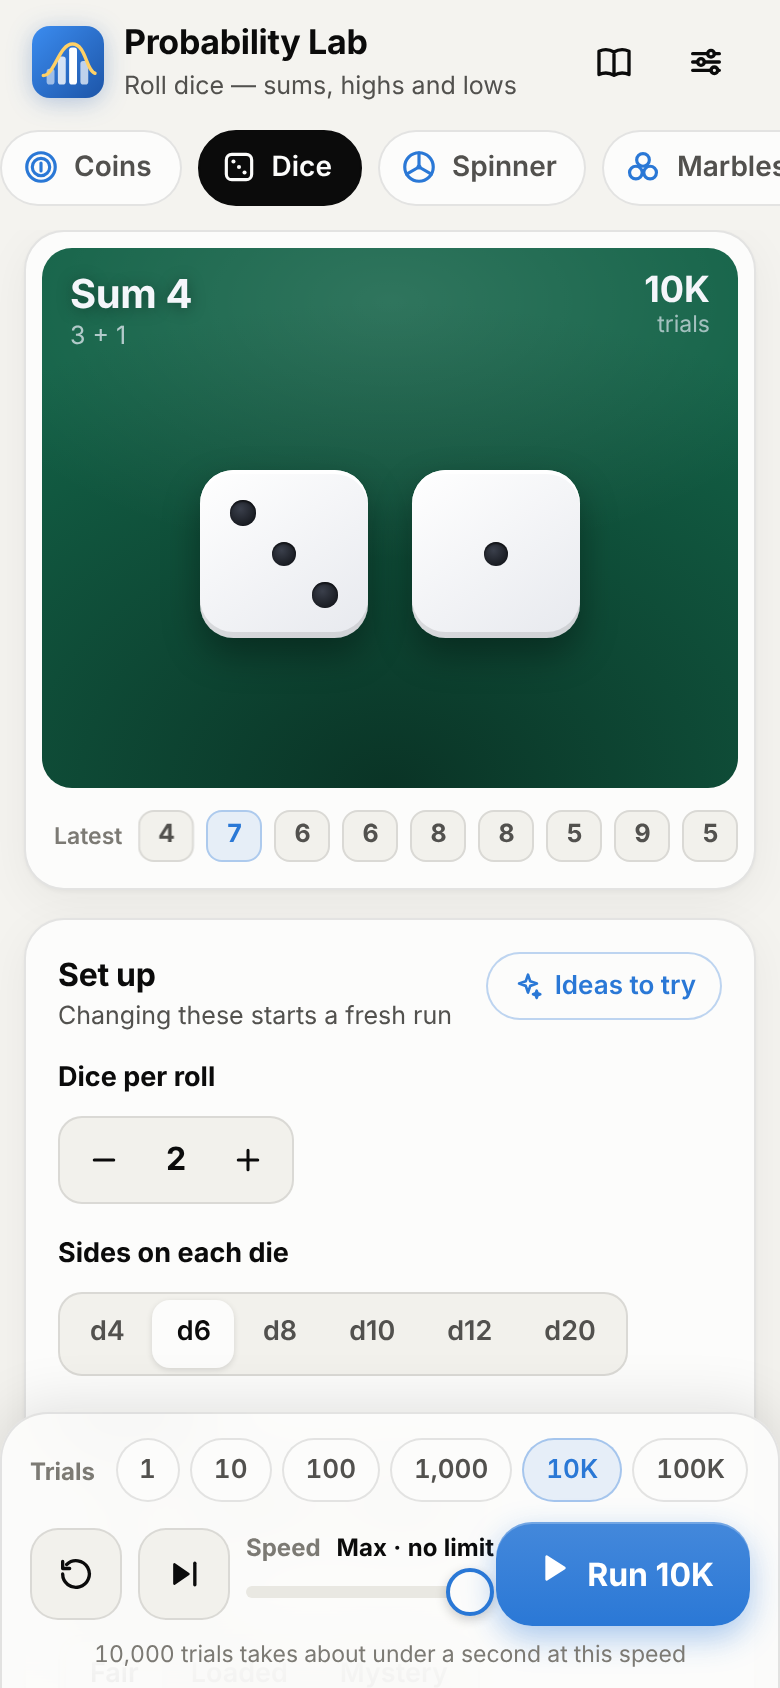 Probability Lab
Roll dice — sums, highs and lows
Coins
Dice
Spinner
Marbles
Sum 4
3 + 1
10K
trials
Latest 4 7 6 6 8 8 5 9 5
Set up
Changing these starts a fresh run
Ideas to try
Dice per roll
2
Sides on each die
d4 d6 d8 d10 d12 d20
Trials 1 10 100 1,000 10K 100K
Speed Max · no limit
Run 10K
10,000 trials takes about under a second at this speed
Fair Loaded Mystery